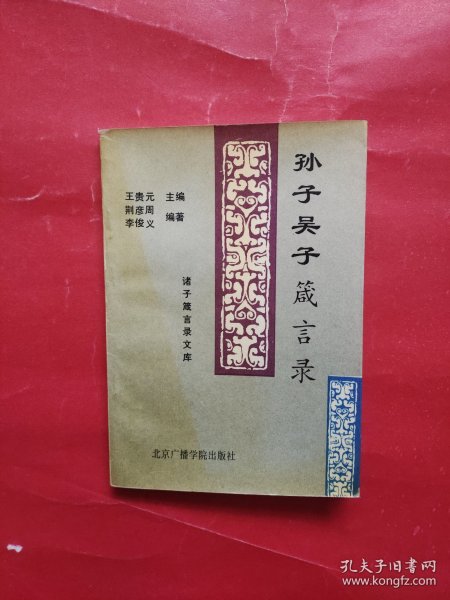 孙子吴子箴言录
王贵元 主编
荆彦周 编著
李俊义
诸子箴言录文库
北京广播学院出版社
孔夫子旧书网
www.kongfz.com